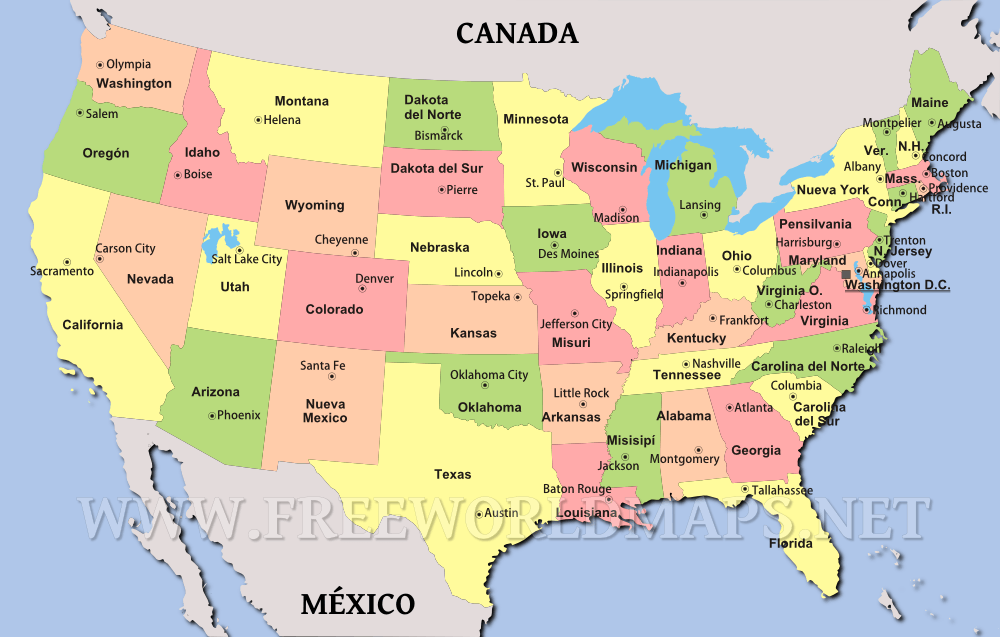 CANADA
Olympia
Washington
Salem
Oregón
Idaho
Boise
Montana
Helena
Dakota
del Norte
Bismarck
Minnesota
St. Paul
Wisconsin
Madison
Michigan
Lansing
Maine
Augusta
Montpelier
Ver.
N.H.
Concord
Albany
Mass.
Boston
Nueva York
Conn.
Hartford
Providence
R.I.
Dakota del Sur
Pierre
Wyoming
Cheyenne
Carson City
Sacramento
Nevada
California
Salt Lake City
Utah
Denver
Colorado
Nebraska
Lincoln
Iowa
Des Moines
Illinois
Springfield
Indiana
Indianapolis
Ohio
Columbus
Pensilvania
Harrisburg
Trenton
N. Jersey
Maryland
Dover
Annapolis
Washington D.C.
Virginia O.
Charleston
Richmond
Virginia
Topeka
Kansas
Jefferson City
Misuri
Frankfort
Kentucky
Nashville
Tennessee
Raleigh
Carolina del Norte
Columbia
Carolina
del Sur
Arizona
Phoenix
Santa Fe
Nueva
Mexico
Oklahoma City
Oklahoma
Little Rock
Arkansas
Misisipí
Jackson
Alabama
Montgomery
Atlanta
Georgia
Texas
Austin
Baton Rouge
Louisiana
Tallahassee
Florida
WWW.FREEWORLDMAPS.NET
MÉXICO